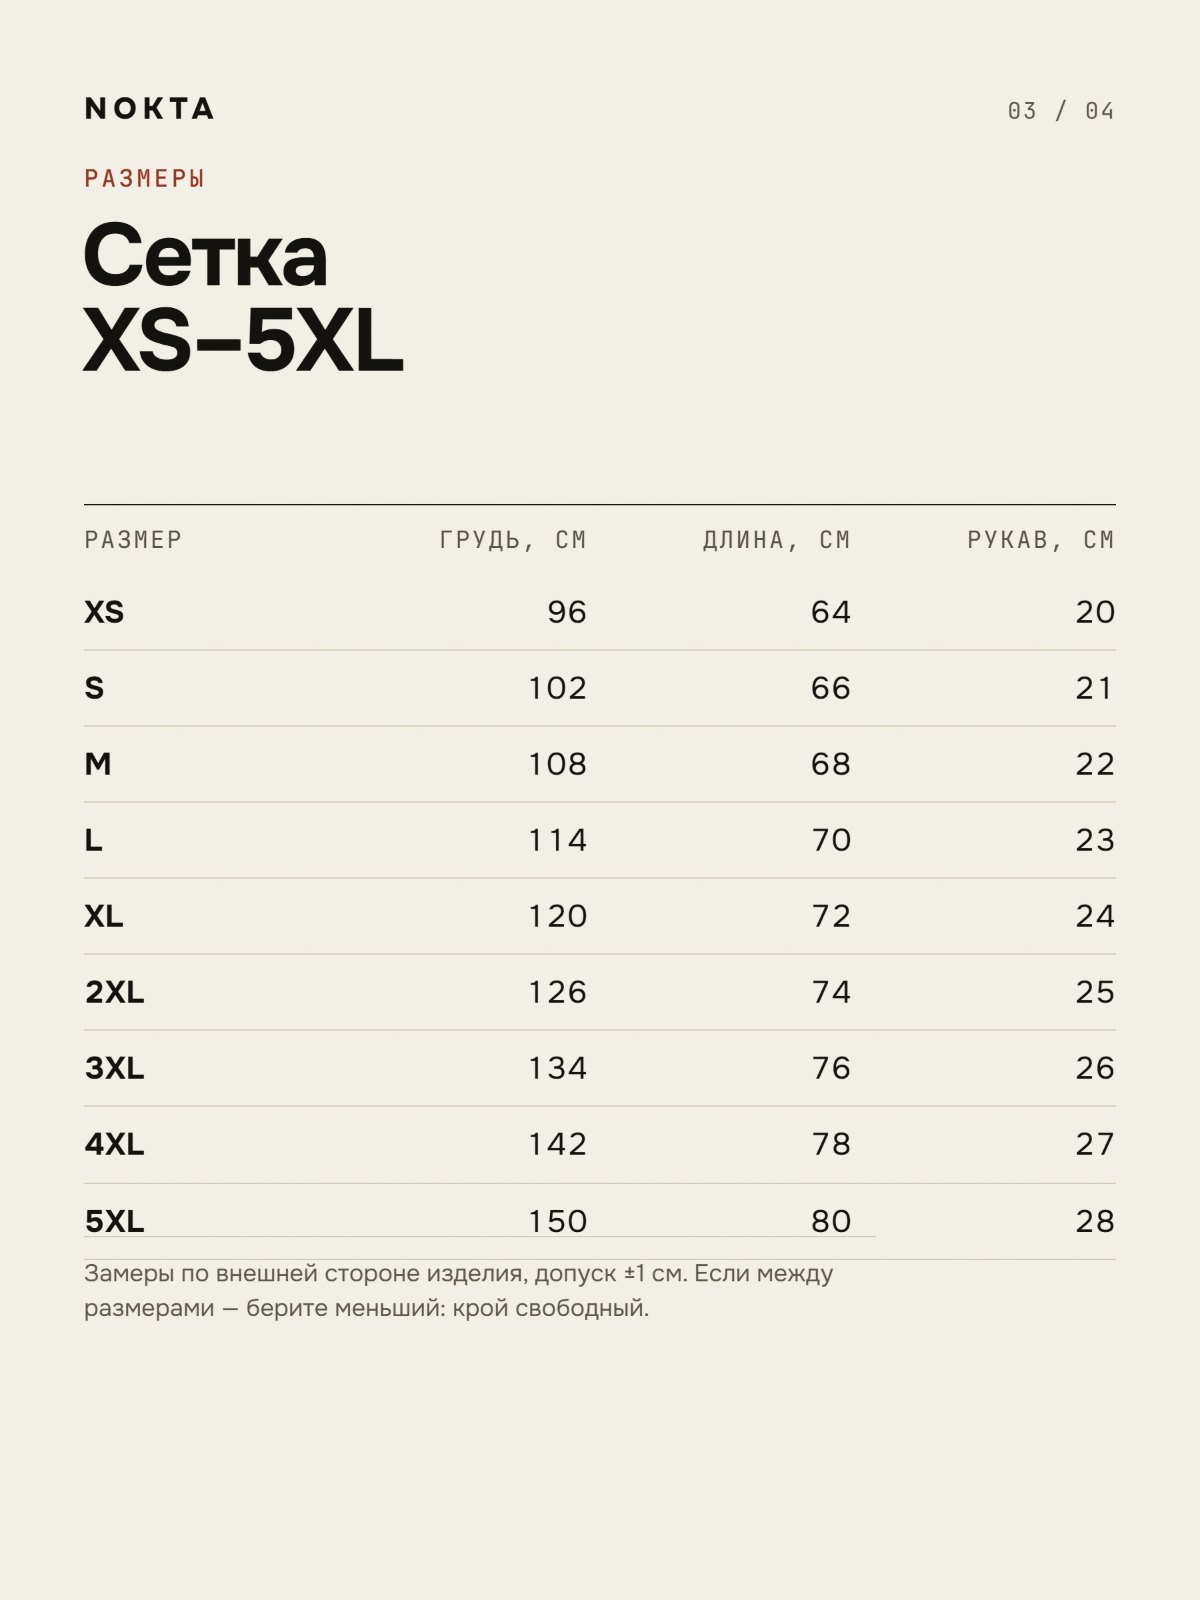 NOKTA
03 / 04
РАЗМЕРЫ
Сетка
XS–5XL
РАЗМЕР ГРУДЬ, СМ ДЛИНА, СМ РУКАВ, СМ
XS 96 64 20
S 102 66 21
M 108 68 22
L 114 70 23
XL 120 72 24
2XL 126 74 25
3XL 134 76 26
4XL 142 78 27
5XL 150 80 28
Замеры по внешней стороне изделия, допуск ±1 см. Если между
размерами — берите меньший: крой свободный.